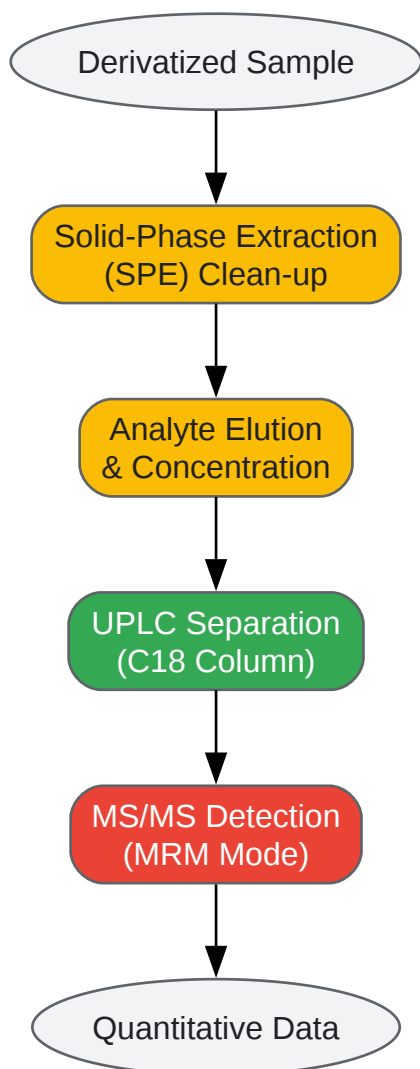 Derivatized Sample
Solid-Phase Extraction
(SPE) Clean-up
Analyte Elution
& Concentration
UPLC Separation
(C18 Column)
MS/MS Detection
(MRM Mode)
Quantitative Data